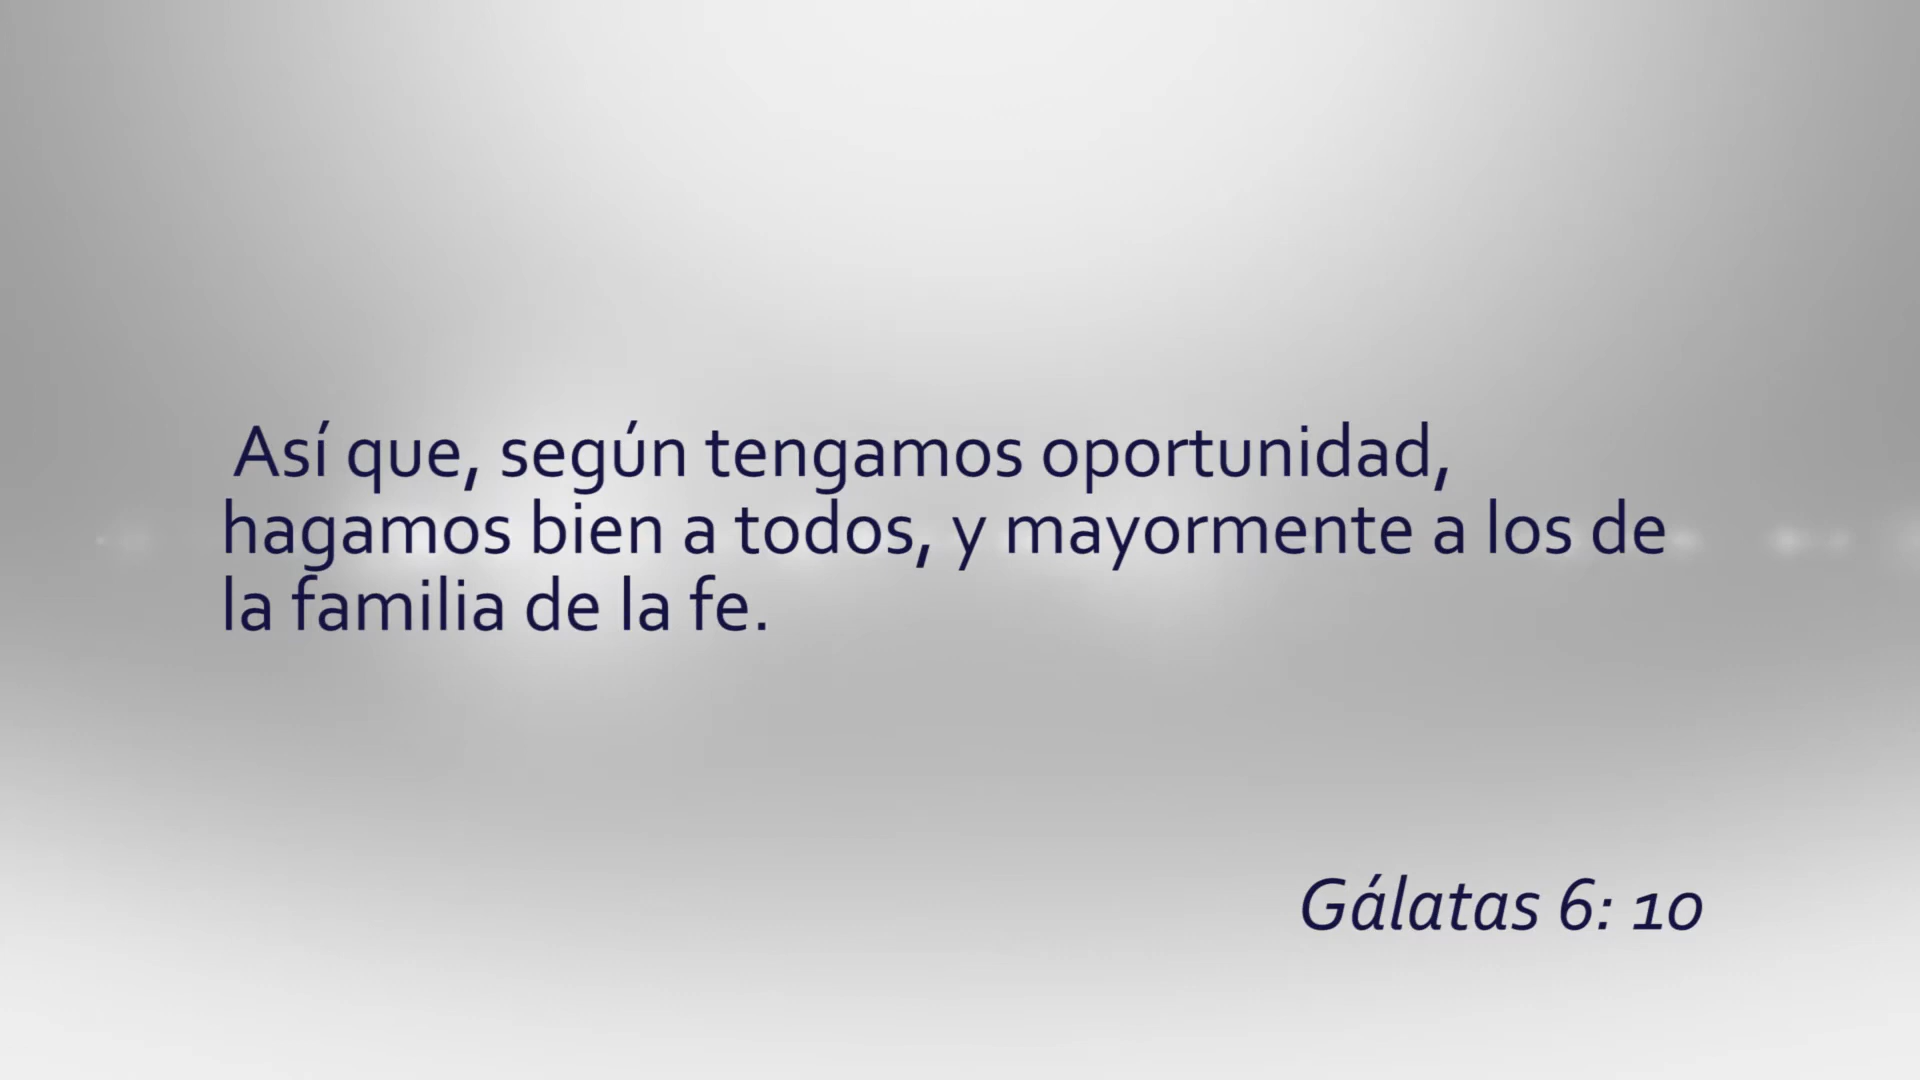 Así que, según tengamos oportunidad,
hagamos bien a todos, y mayormente a los de
la familia de la fe.
Gálatas 6: 10